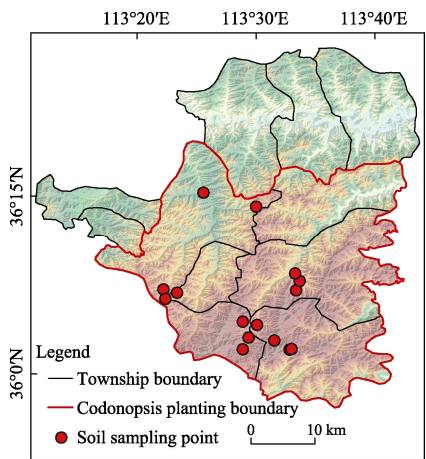 113°20′E 113°30′E 113°40′E
36°15′N
36°0′N
Legend
Township boundary
Codonopsis planting boundary
Soil sampling point
0 10 km